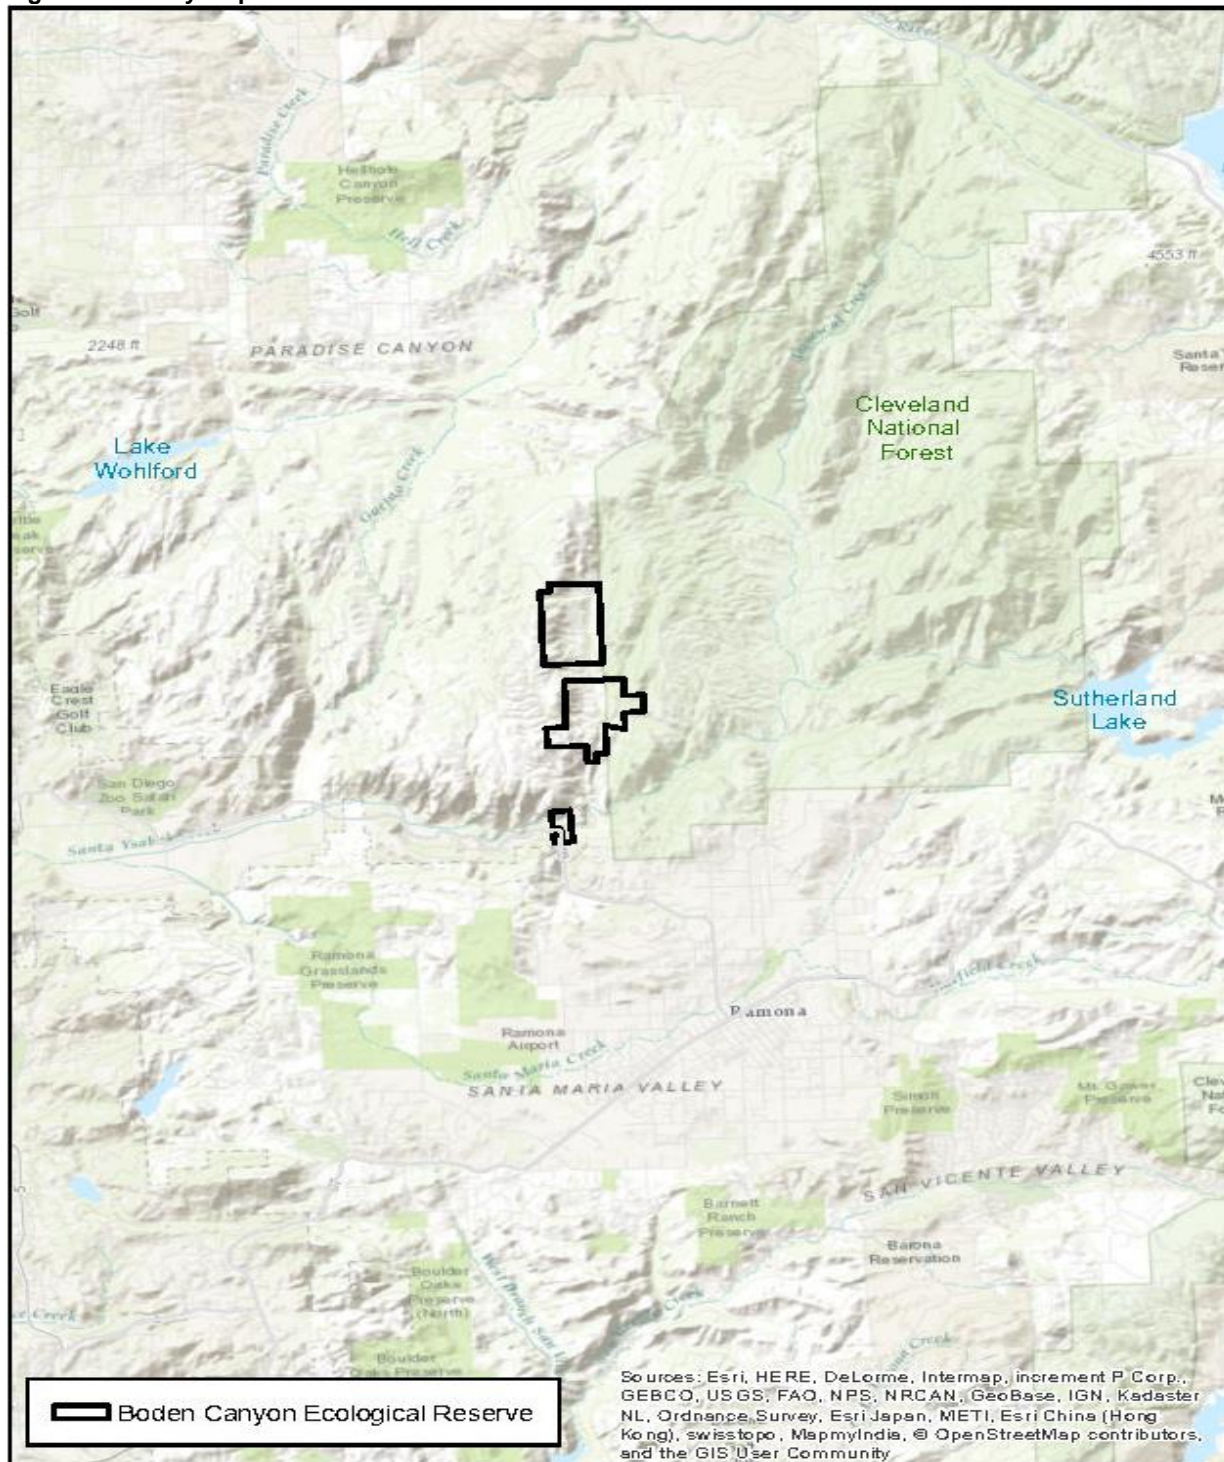 Paradise Creek
Hellhole
Canyon
Preserve
Hell Creek
4553 ft
2248 ft
PARADISE CANYON
Lake
Wohlford
Guejito Creek
Cleveland
National
Forest
Eagle
Crest
Golf
Club
Sutherland
Lake
San Diego
Zoo Safari
Park
Santa Ysabel Creek
Ramona
Grasslands
Preserve
Ramona
Ramona
Airport
Santa Maria Creek
SANTA MARIA VALLEY
Simon
Preserve
Mt. Gower
Preserve
SAN VICENTE VALLEY
Barnett
Ranch
Preserve
Barona
Reservation
Boulder
Oaks
Preserve
(North)
Boulder
Oaks Preserve
Boden Canyon Ecological Reserve
Sources: Esri, HERE, DeLorme, Intermap, increment P Corp.,
GEBCO, USGS, FAO, NPS, NRCAN, GeoBase, IGN, Kadaster
NL, Ordnance Survey, Esri Japan, METI, Esri China (Hong
Kong), swisstopo, MapmyIndia, © OpenStreetMap contributors,
and the GIS User Community